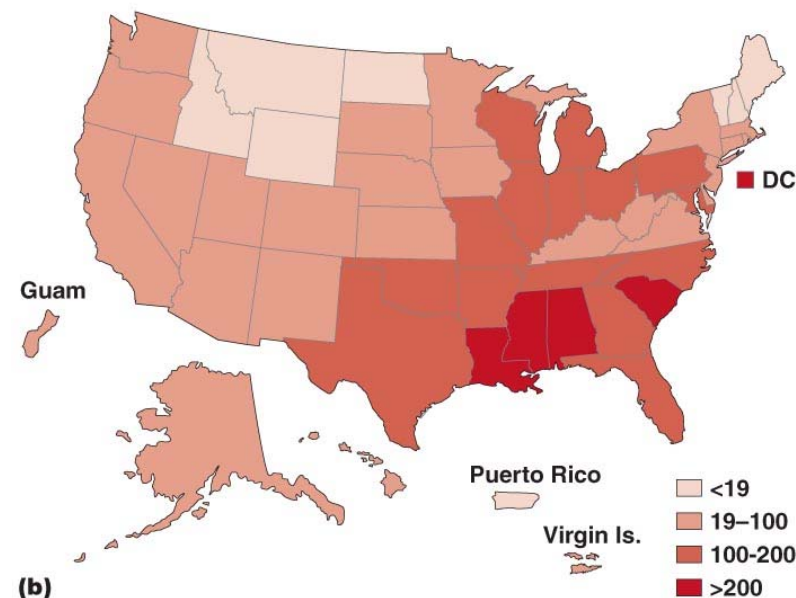 DC
Guam
Puerto Rico
Virgin Is.
<19
19–100
100-200
>200
(b)